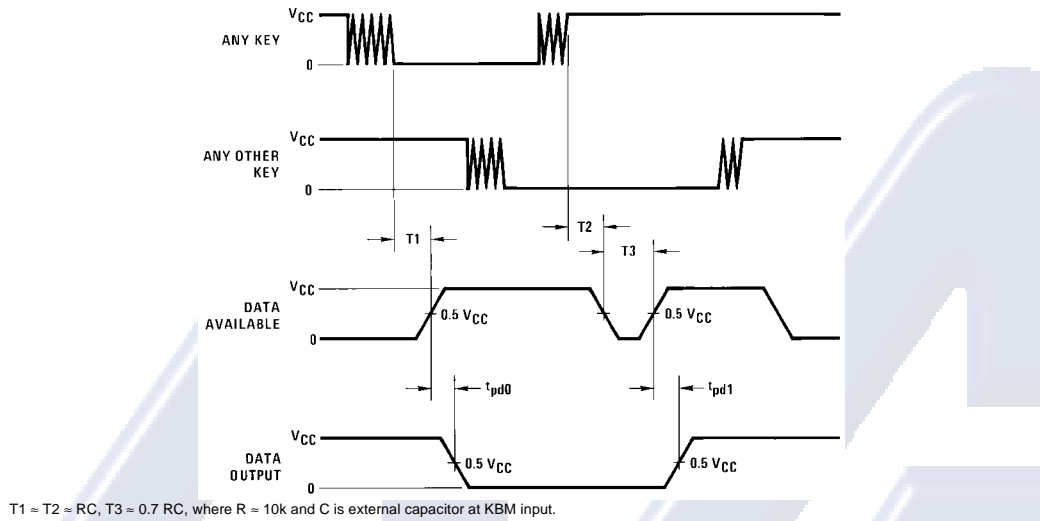 VCC
ANY KEY
0
VCC
ANY OTHER
KEY
0
T1
T2
T3
VCC
DATA
AVAILABLE
0.5 VCC
0.5 VCC
0
tpd0
tpd1
VCC
DATA
OUTPUT
0.5 VCC
0.5 VCC
0
T1 ≈ T2 ≈ RC, T3 ≈ 0.7 RC, where R ≈ 10k and C is external capacitor at KBM input.